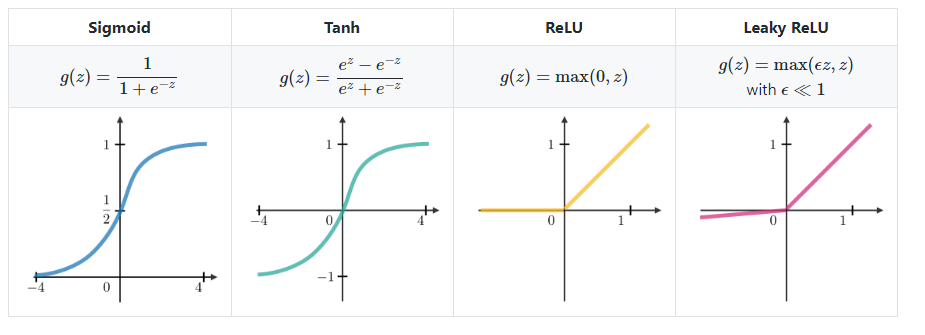 Sigmoid
Tanh
ReLU
Leaky ReLU
g(z) = 1 / (1 + e^{-z})
g(z) = (e^z − e^{-z}) / (e^z + e^{-z})
g(z) = max(0, z)
g(z) = max(ϵz, z)
with ϵ ≪ 1
1
1/2
−4
0
4
1
−4
0
4
−1
1
0
1
1
0
1